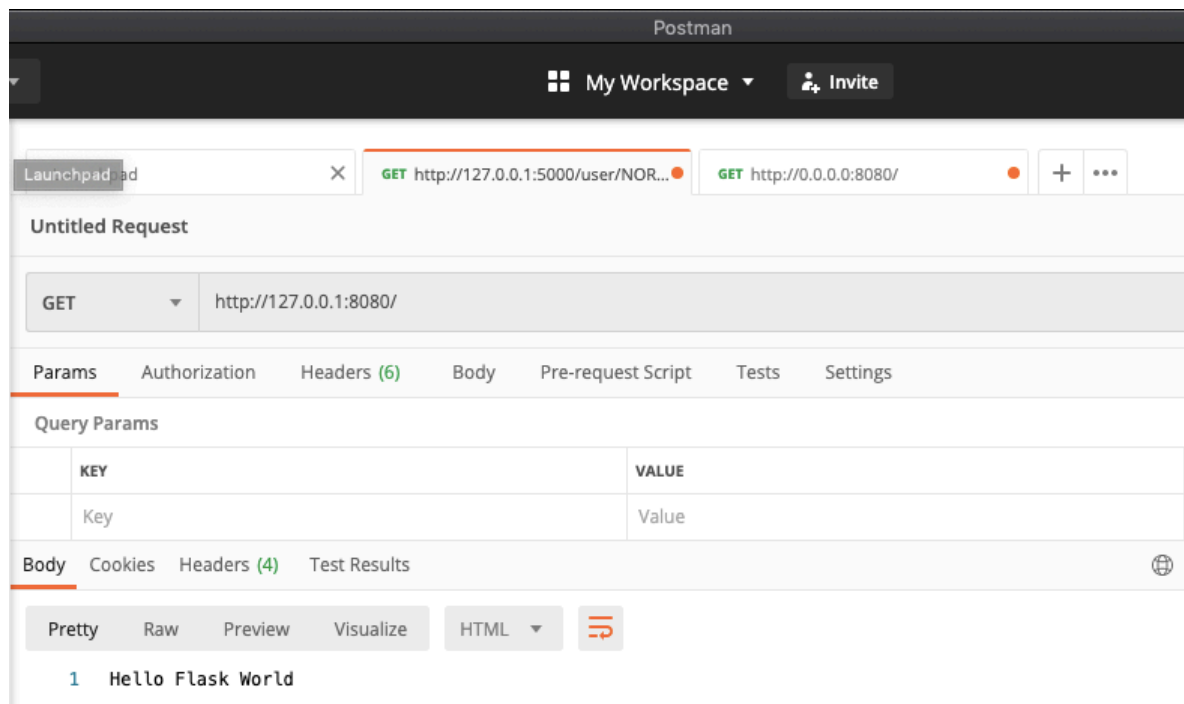 Postman
My Workspace Invite
Launchpad GET http://127.0.0.1:5000/user/NOR... GET http://0.0.0.0:8080/
Untitled Request
GET http://127.0.0.1:8080/
Params Authorization Headers (6) Body Pre-request Script Tests Settings
Query Params
KEY VALUE
Key Value
Body Cookies Headers (4) Test Results
Pretty Raw Preview Visualize HTML
1 Hello Flask World